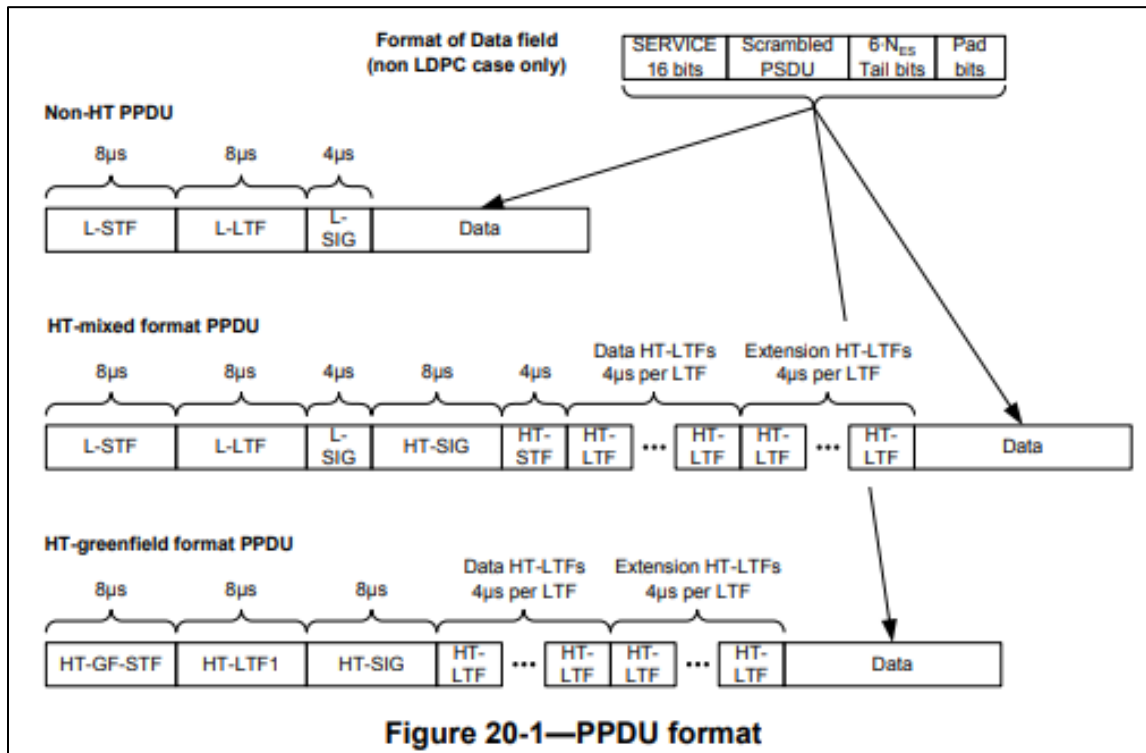 Format of Data field
(non LDPC case only)
SERVICE
16 bits
Scrambled
PSDU
6·N_ES
Tail bits
Pad
bits
Non-HT PPDU
8µs
8µs
4µs
L-STF
L-LTF
L-
SIG
Data
HT-mixed format PPDU
Data HT-LTFs
4µs per LTF
Extension HT-LTFs
4µs per LTF
8µs
8µs
4µs
8µs
4µs
L-STF
L-LTF
L-
SIG
HT-SIG
HT-
STF
HT-
LTF
•••
HT-
LTF
HT-
LTF
•••
HT-
LTF
Data
HT-greenfield format PPDU
Data HT-LTFs
4µs per LTF
Extension HT-LTFs
4µs per LTF
8µs
8µs
8µs
HT-GF-STF
HT-LTF1
HT-SIG
HT-
LTF
•••
HT-
LTF
HT-
LTF
•••
HT-
LTF
Data
Figure 20-1—PPDU format